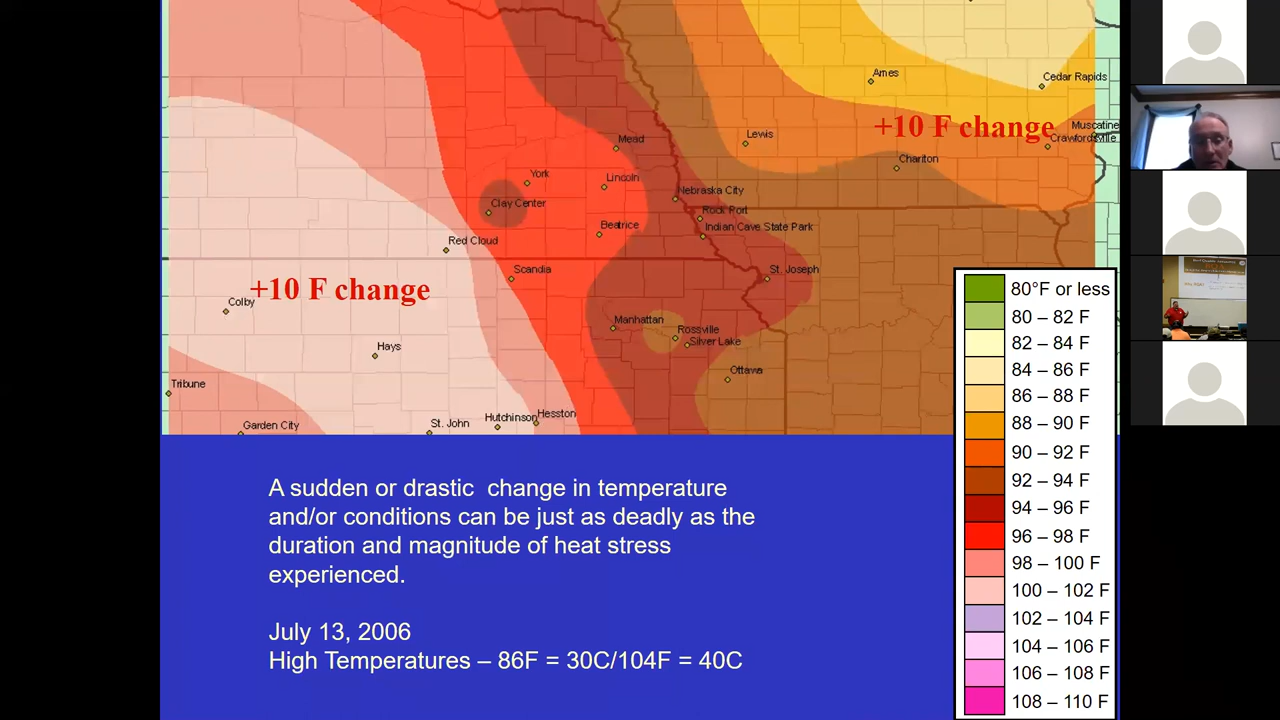 Ames
Cedar Rapids
+10 F change
Muscatine
Crawfordsville
Mead
Lewis
Chariton
York
Lincoln
Nebraska City
Clay Center
Rock Port
Beatrice
Indian Cave State Park
Red Cloud
Scandia
St. Joseph
+10 F change
Colby
Manhattan
Rossville
Silver Lake
Hays
Ottawa
Tribune
Garden City
St. John
Hutchinson
Hesston
80°F or less
80 – 82 F
82 – 84 F
84 – 86 F
86 – 88 F
88 – 90 F
90 – 92 F
92 – 94 F
94 – 96 F
96 – 98 F
98 – 100 F
100 – 102 F
102 – 104 F
104 – 106 F
106 – 108 F
108 – 110 F
A sudden or drastic change in temperature
and/or conditions can be just as deadly as the
duration and magnitude of heat stress
experienced.
July 13, 2006
High Temperatures – 86F = 30C/104F = 40C